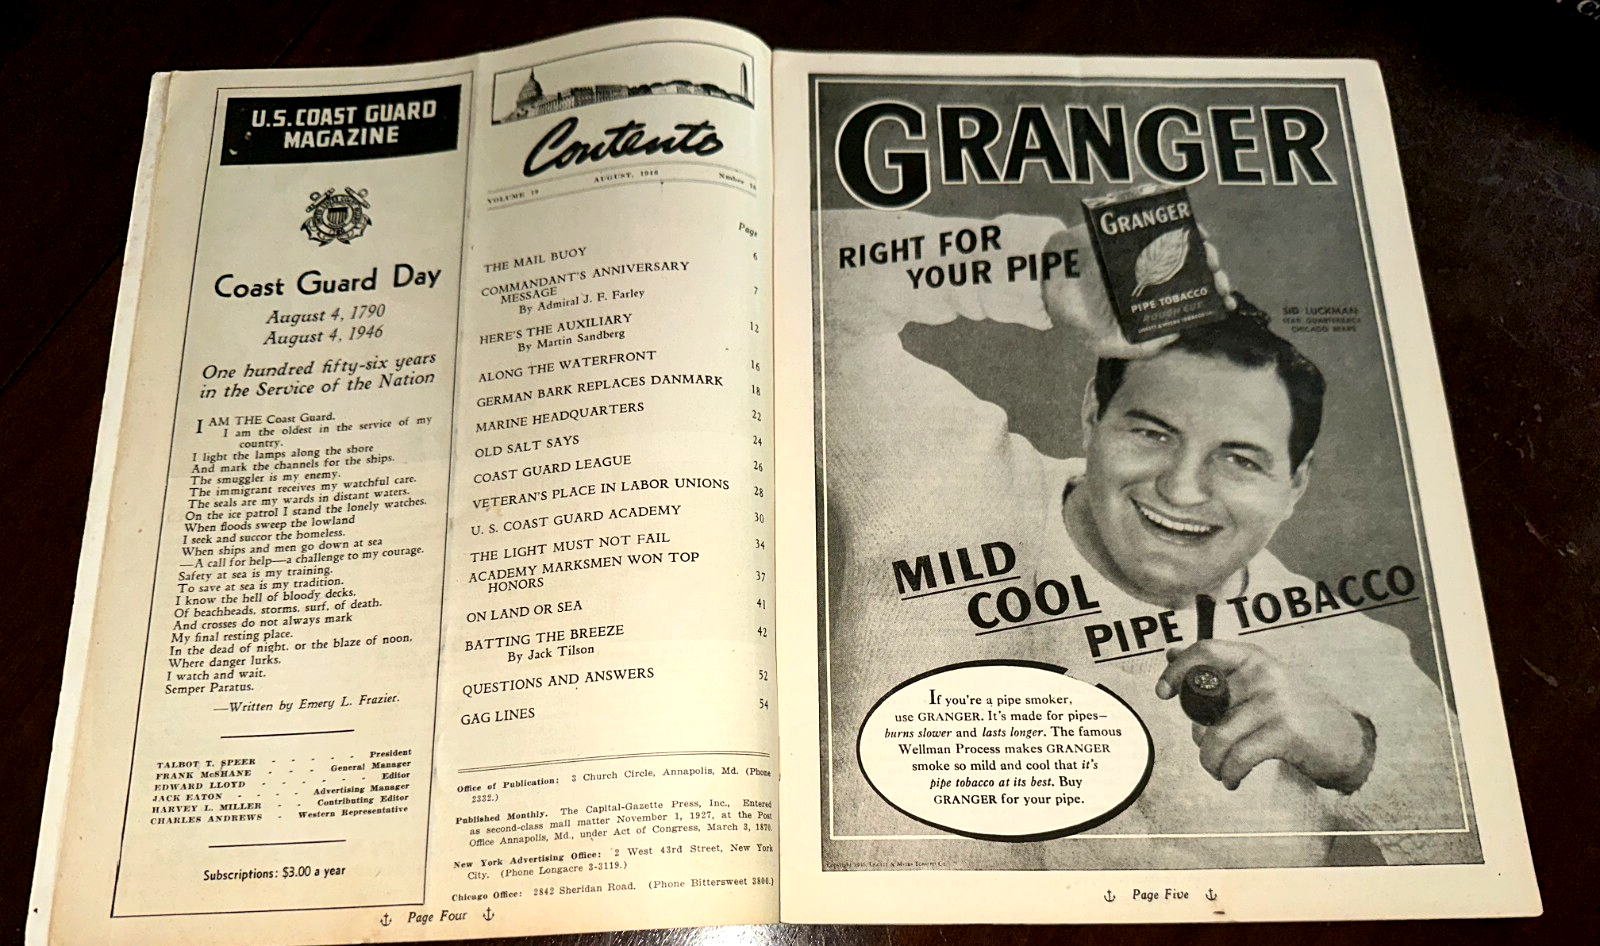 U.S. COAST GUARD
MAGAZINE
Coast Guard Day
August 4, 1790
August 4, 1946
One hundred fifty-six years
in the Service of the Nation
I AM THE Coast Guard.
I am the oldest in the service of my
country.
I light the lamps along the shore
And mark the channels for the ships.
The smuggler is my enemy.
The immigrant receives my watchful care.
The seals are my wards in distant waters.
On the ice patrol I stand the lonely watches.
When floods sweep the lowland
I seek and succor the homeless.
When ships and men go down at sea
—A call for help—a challenge to my courage.
Safety at sea is my training.
To save at sea is my tradition.
I know the hell of bloody decks,
Of beachheads, storms, surf, of death.
And crosses do not always mark
My final resting place.
In the dead of night, or the blaze of noon,
Where danger lurks.
I watch and wait.
Semper Paratus.
—Written by Emery L. Frazier.
TALBOT T. SPEER - - - - - President
FRANK McSHANE - - - General Manager
EDWARD LLOYD - - - - - - Editor
JACK EATON - - - - Advertising Manager
HARVEY L. MILLER - - Contributing Editor
CHARLES ANDREWS - Western Representative
Subscriptions: $3.00 a year
Page Four
Contents
VOLUME 19 AUGUST, 1946 Number 10
Page
THE MAIL BUOY 6
COMMANDANT'S ANNIVERSARY
MESSAGE 7
By Admiral J. F. Farley
HERE'S THE AUXILIARY 12
By Martin Sandberg
ALONG THE WATERFRONT 16
GERMAN BARK REPLACES DANMARK 18
MARINE HEADQUARTERS 22
OLD SALT SAYS 24
COAST GUARD LEAGUE 26
VETERAN'S PLACE IN LABOR UNIONS 28
U. S. COAST GUARD ACADEMY 30
THE LIGHT MUST NOT FAIL 34
ACADEMY MARKSMEN WON TOP
HONORS 37
ON LAND OR SEA 41
BATTING THE BREEZE 42
By Jack Tilson
QUESTIONS AND ANSWERS 52
GAG LINES 54
Office of Publication: 3 Church Circle, Annapolis, Md. (Phone
2332.)
Published Monthly. The Capital-Gazette Press, Inc., Entered
as second-class mail matter November 1, 1927, at the Post
Office Annapolis, Md., under Act of Congress, March 3, 1870.
New York Advertising Office: 2 West 43rd Street, New York
City. (Phone Longacre 3-3119.)
Chicago Office: 2842 Sheridan Road. (Phone Bittersweet 3800.)
GRANGER
RIGHT FOR
YOUR PIPE
GRANGER
PIPE TOBACCO
ROUGH CUT
SID LUCKMAN
STAR QUARTERBACK
CHICAGO BEARS
MILD
COOL
PIPE TOBACCO
If you're a pipe smoker,
use GRANGER. It's made for pipes—
burns slower and lasts longer. The famous
Wellman Process makes GRANGER
smoke so mild and cool that it's
pipe tobacco at its best. Buy
GRANGER for your pipe.
Copyright 1946, Liggett & Myers Tobacco Co.
Page Five